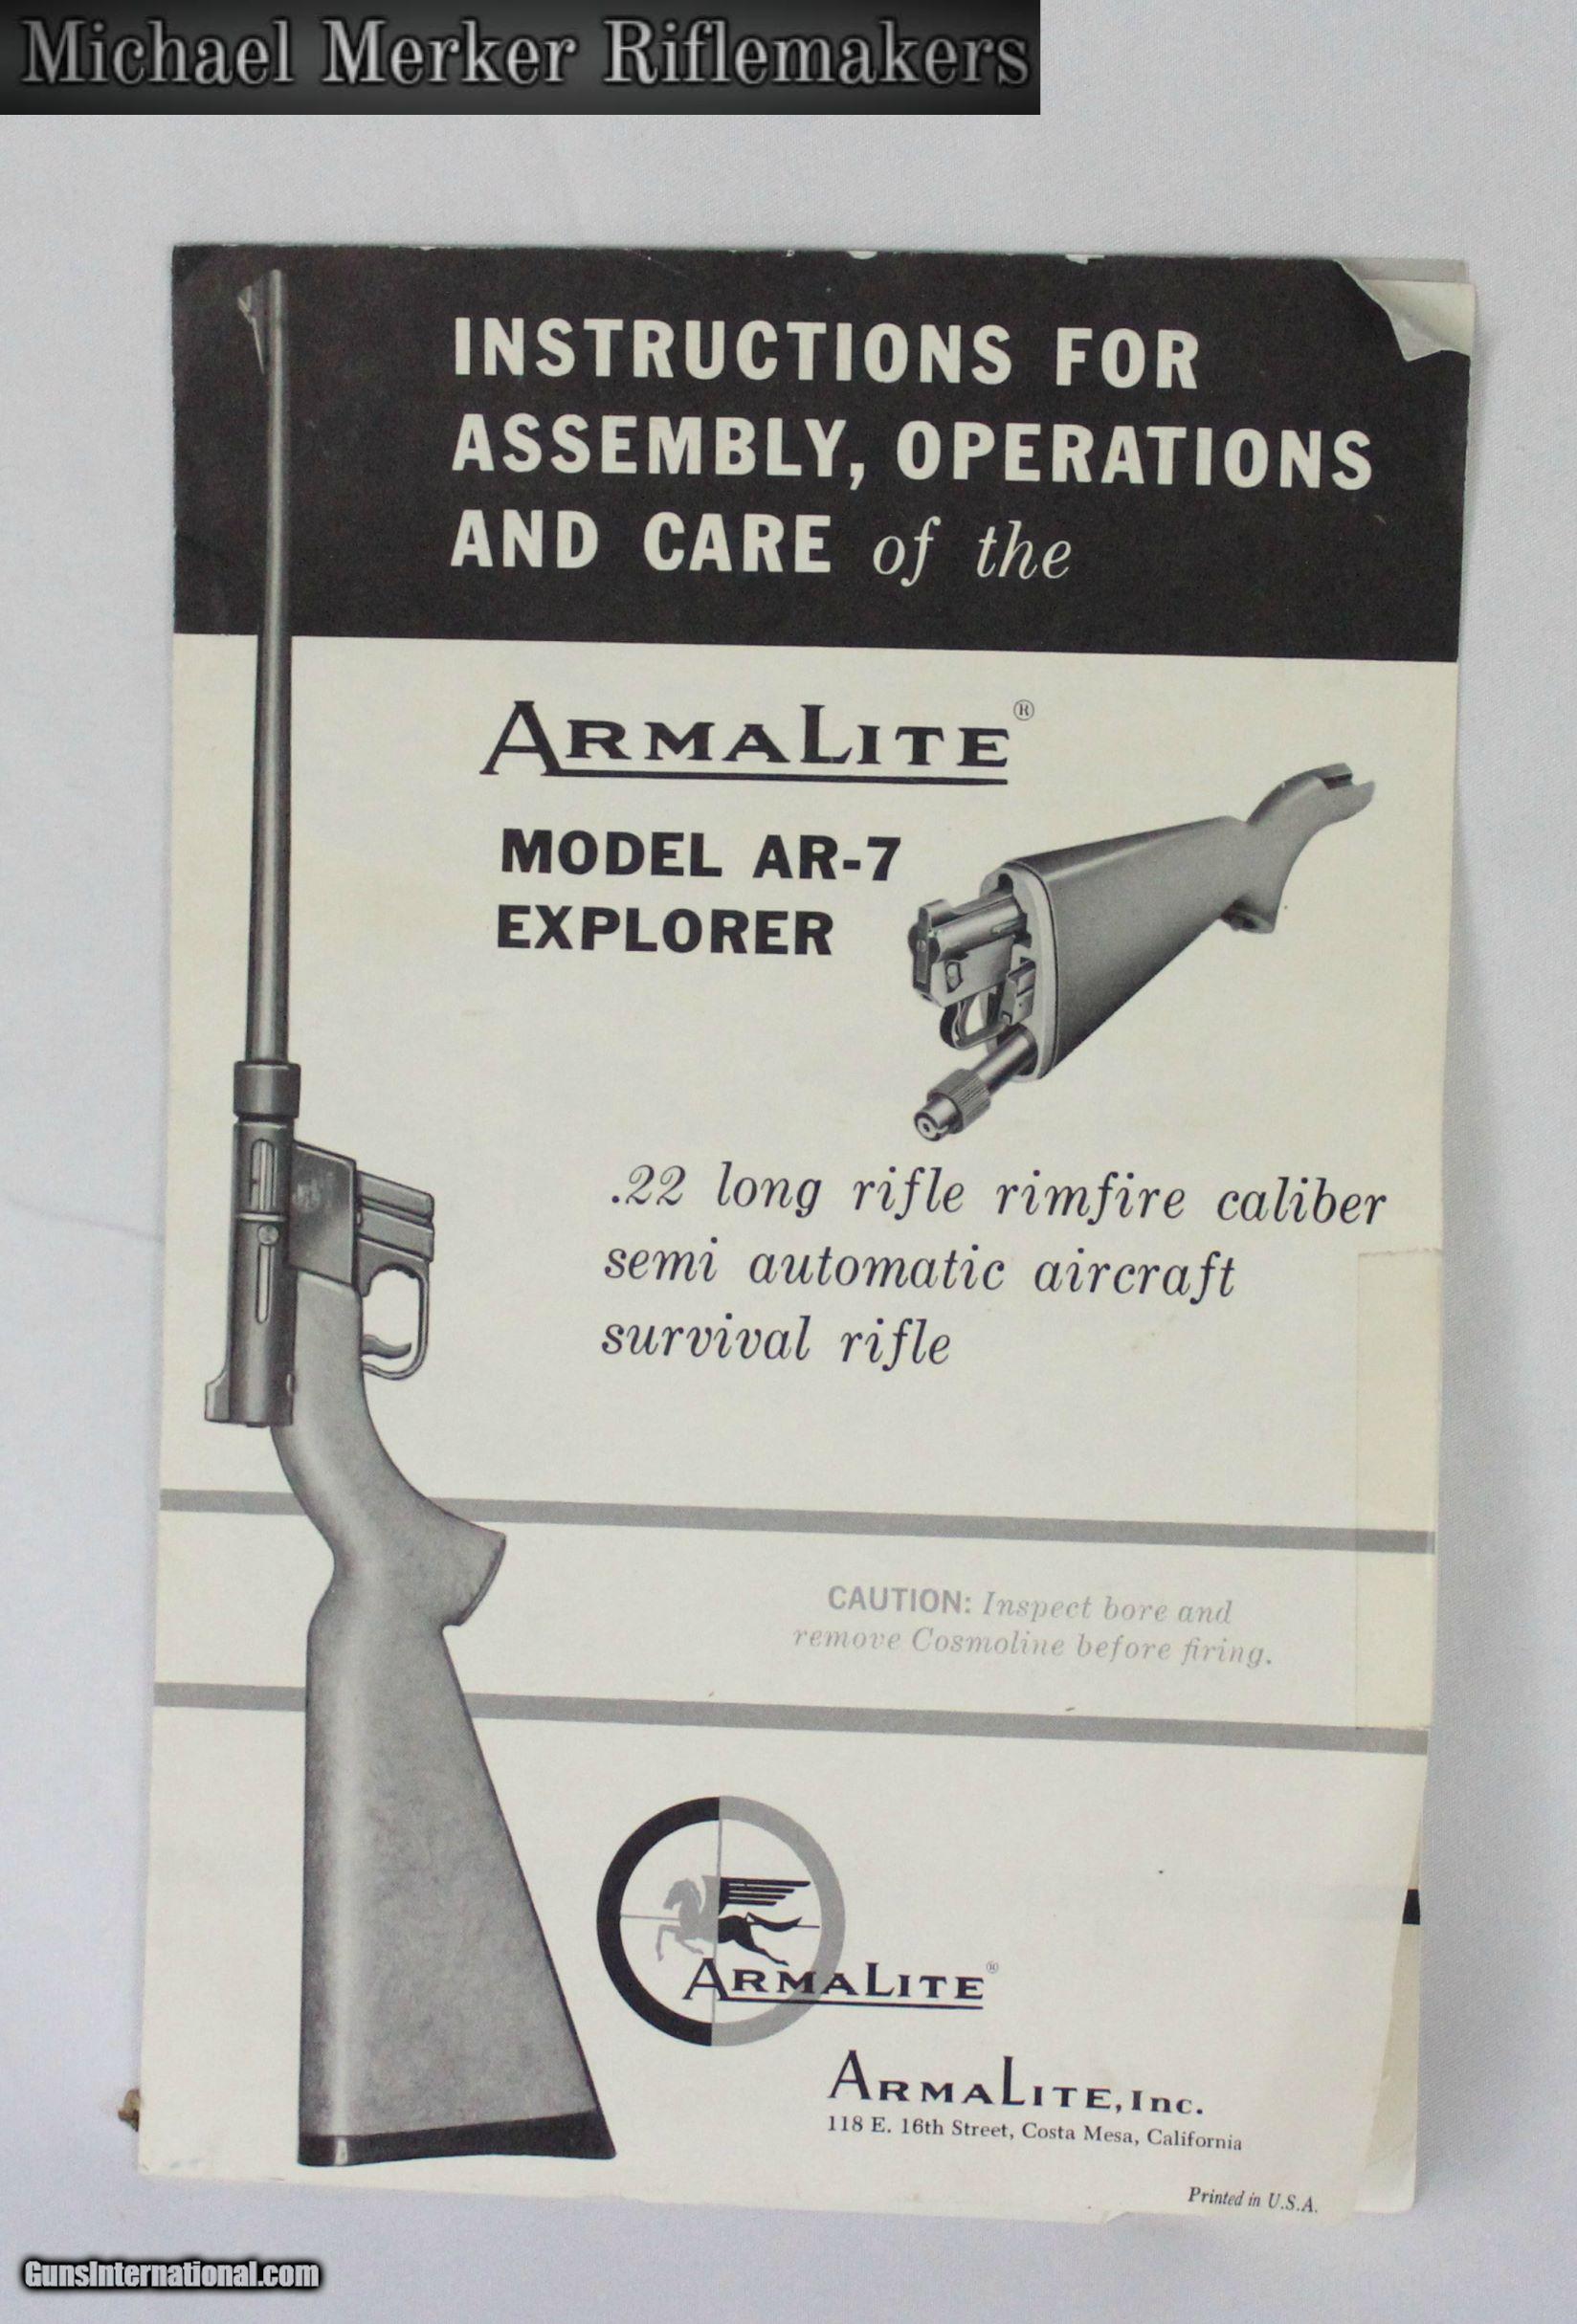 Michael Merker Riflemakers
INSTRUCTIONS FOR
ASSEMBLY, OPERATIONS
AND CARE of the
ARMALITE®
MODEL AR-7
EXPLORER
.22 long rifle rimfire caliber
semi automatic aircraft
survival rifle
CAUTION: Inspect bore and
remove Cosmoline before firing.
ARMALITE®
ARMALITE, Inc.
118 E. 16th Street, Costa Mesa, California
Printed in U.S.A.
GunsInternational.com